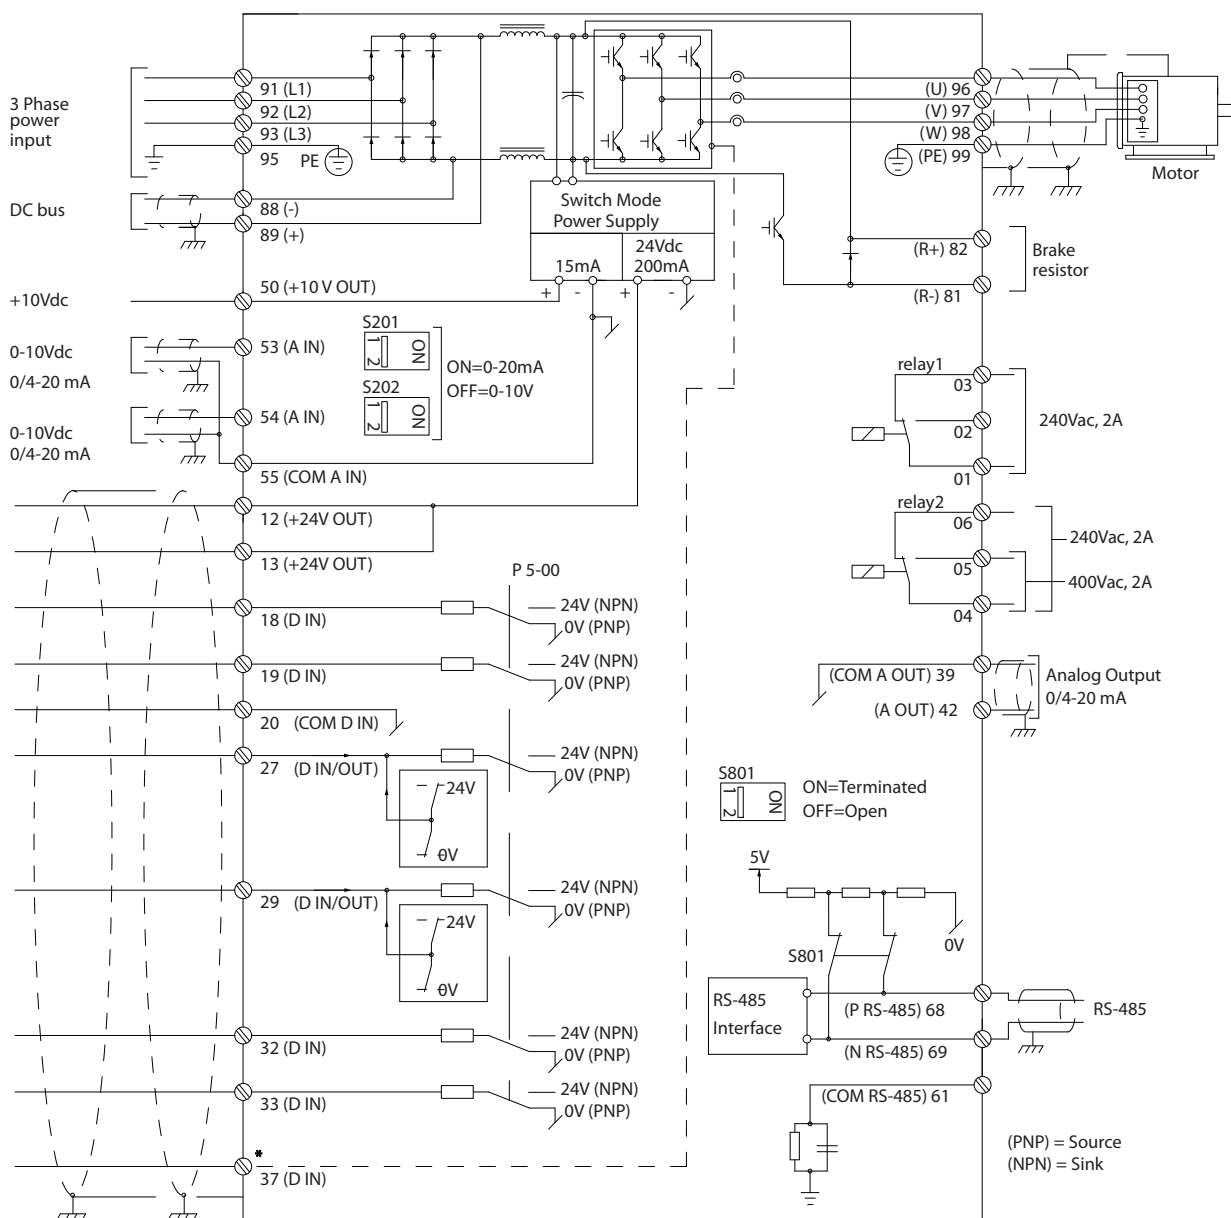 3 Phase
power
input
91 (L1)
92 (L2)
93 (L3)
95
PE
DC bus
88 (-)
89 (+)
+10Vdc
50 (+10 V OUT)
0-10Vdc
0/4-20 mA
53 (A IN)
0-10Vdc
0/4-20 mA
54 (A IN)
55 (COM A IN)
12 (+24V OUT)
13 (+24V OUT)
18 (D IN)
19 (D IN)
20 (COM D IN)
27 (D IN/OUT)
24V
0V
29 (D IN/OUT)
24V
0V
32 (D IN)
33 (D IN)
*
37 (D IN)
S201
1 2
ON
S202
1 2
ON
ON=0-20mA
OFF=0-10V
Switch Mode
Power Supply
24Vdc
15mA 200mA
+ - + -
P 5-00
24V (NPN)
0V (PNP)
24V (NPN)
0V (PNP)
24V (NPN)
0V (PNP)
24V (NPN)
0V (PNP)
24V (NPN)
0V (PNP)
24V (NPN)
0V (PNP)
(U) 96
(V) 97
(W) 98
(PE) 99
Motor
(R+) 82
(R-) 81
Brake
resistor
relay1
03
02
01
240Vac, 2A
relay2
06
05
04
240Vac, 2A
400Vac, 2A
(COM A OUT) 39
(A OUT) 42
Analog Output
0/4-20 mA
S801
1 2
ON
ON=Terminated
OFF=Open
5V
0V
S801
RS-485
Interface
(P RS-485) 68
(N RS-485) 69
RS-485
(COM RS-485) 61
(PNP) = Source
(NPN) = Sink